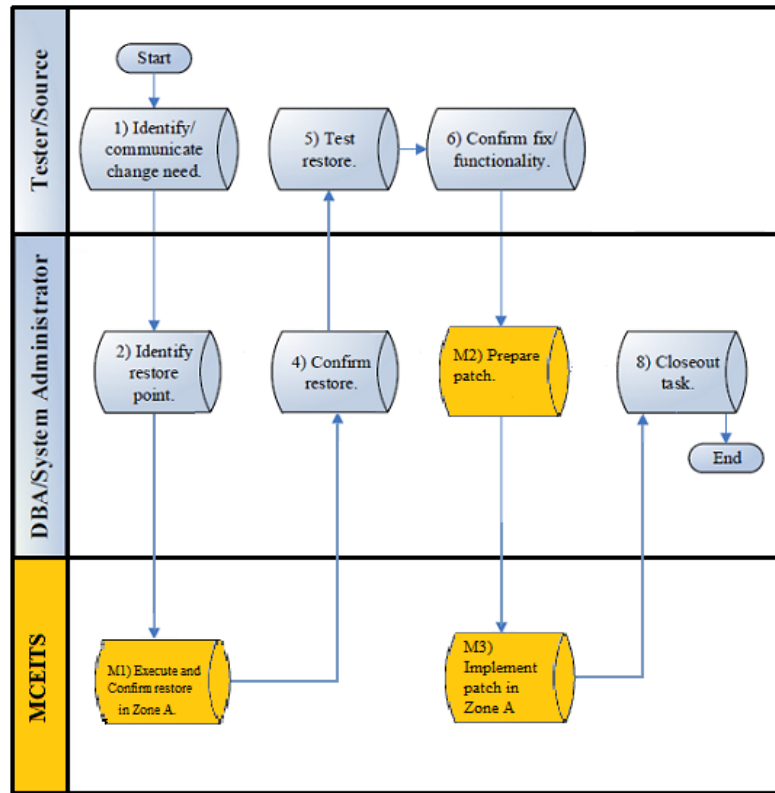 Tester/Source
Start
1) Identify/
communicate
change need.
5) Test
restore.
6) Confirm fix/
functionality.
DBA/System Administrator
2) Identify
restore
point.
4) Confirm
restore.
M2) Prepare
patch.
8) Closeout
task.
End
MCEITS
M1) Execute and
Confirm restore
in Zone A.
M3)
Implement
patch in
Zone A